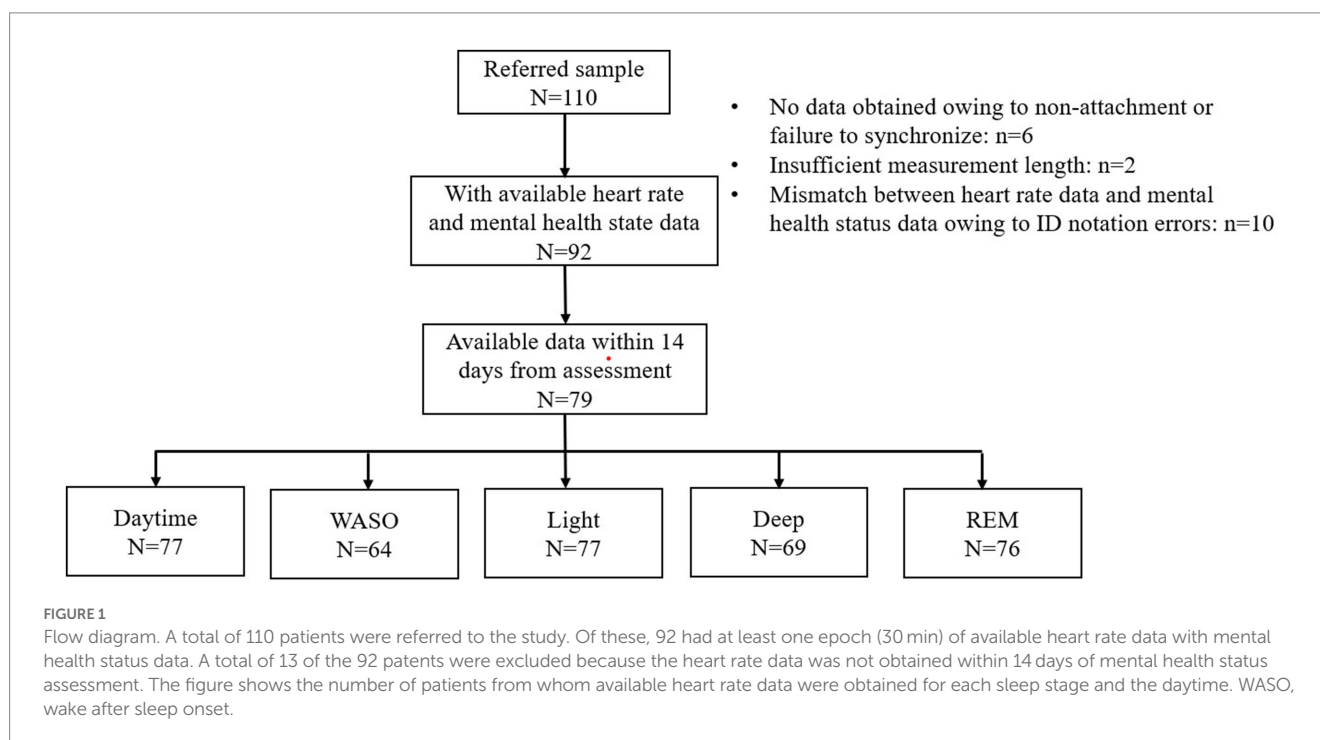 Referred sample
N=110
• No data obtained owing to non-attachment or
failure to synchronize: n=6
• Insufficient measurement length: n=2
• Mismatch between heart rate data and mental
health status data owing to ID notation errors: n=10
With available heart rate
and mental health state data
N=92
Available data within 14
days from assessment
N=79
Daytime
N=77
WASO
N=64
Light
N=77
Deep
N=69
REM
N=76
FIGURE 1
Flow diagram. A total of 110 patients were referred to the study. Of these, 92 had at least one epoch (30 min) of available heart rate data with mental
health status data. A total of 13 of the 92 patents were excluded because the heart rate data was not obtained within 14 days of mental health status
assessment. The figure shows the number of patients from whom available heart rate data were obtained for each sleep stage and the daytime. WASO,
wake after sleep onset.